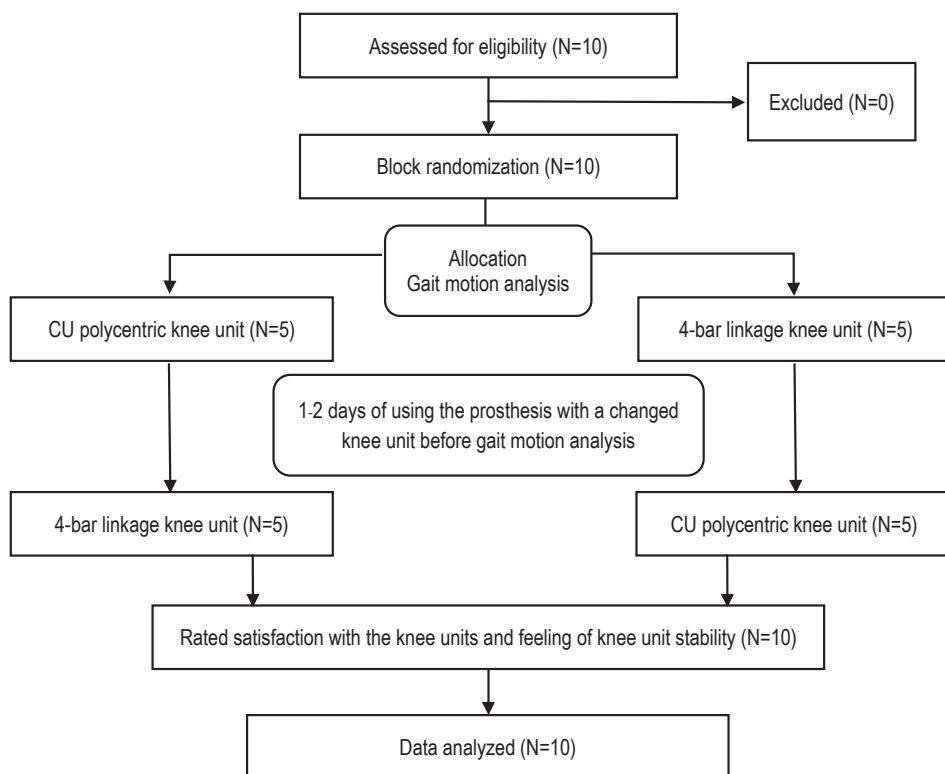 Assessed for eligibility (N=10)
Excluded (N=0)
Block randomization (N=10)
Allocation
Gait motion analysis
CU polycentric knee unit (N=5)
4-bar linkage knee unit (N=5)
1-2 days of using the prosthesis with a changed
knee unit before gait motion analysis
4-bar linkage knee unit (N=5)
CU polycentric knee unit (N=5)
Rated satisfaction with the knee units and feeling of knee unit stability (N=10)
Data analyzed (N=10)